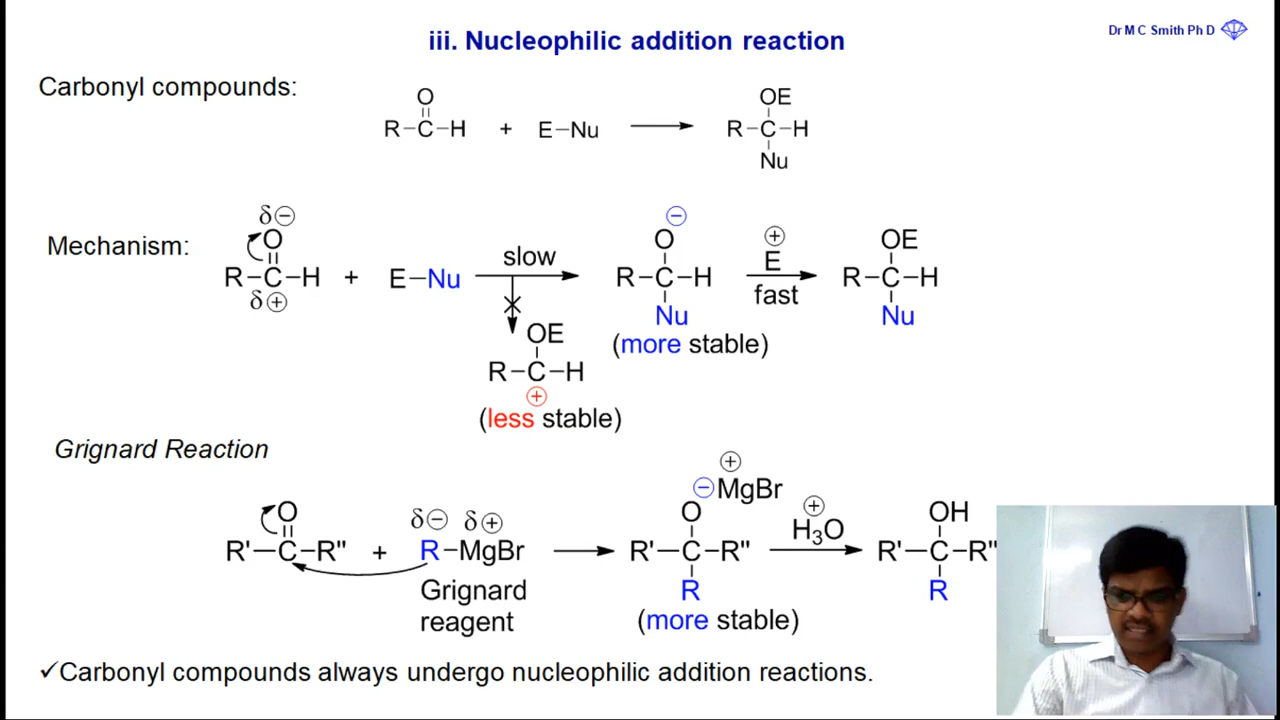 iii. Nucleophilic addition reaction
Dr M C Smith Ph D
Carbonyl compounds:
O
R–C–H + E–Nu
OE
R–C–H
Nu
Mechanism:
δ⊖
O
R–C–H + E–Nu
δ⊕
slow
⊖
O
R–C–H
Nu
(more stable)
⊕
E
fast
OE
R–C–H
Nu
OE
R–C–H
⊕
(less stable)
Grignard Reaction
O
R'–C–R" +
δ⊖ δ⊕
R–MgBr
Grignard
reagent
⊕
⊖MgBr
O
R'–C–R"
R
(more stable)
⊕
H₃O
OH
R'–C–R"
R
✓Carbonyl compounds always undergo nucleophilic addition reactions.